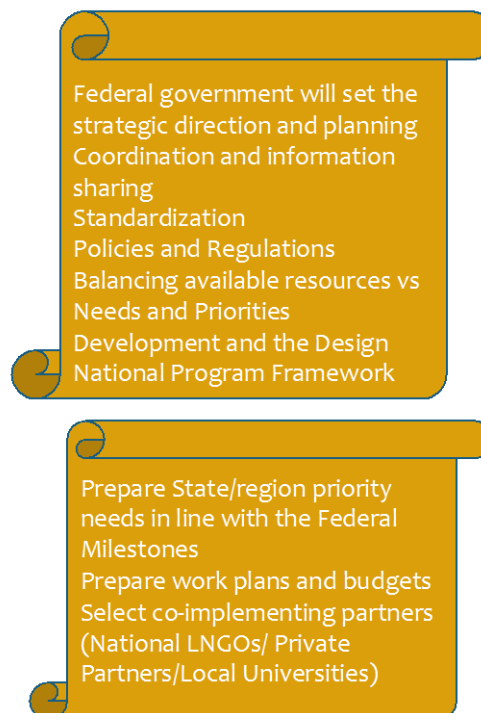 Federal government will set the
strategic direction and planning
Coordination and information
sharing
Standardization
Policies and Regulations
Balancing available resources vs
Needs and Priorities
Development and the Design
National Program Framework
Prepare State/region priority
needs in line with the Federal
Milestones
Prepare work plans and budgets
Select co-implementing partners
(National LNGOs/ Private
Partners/Local Universities)